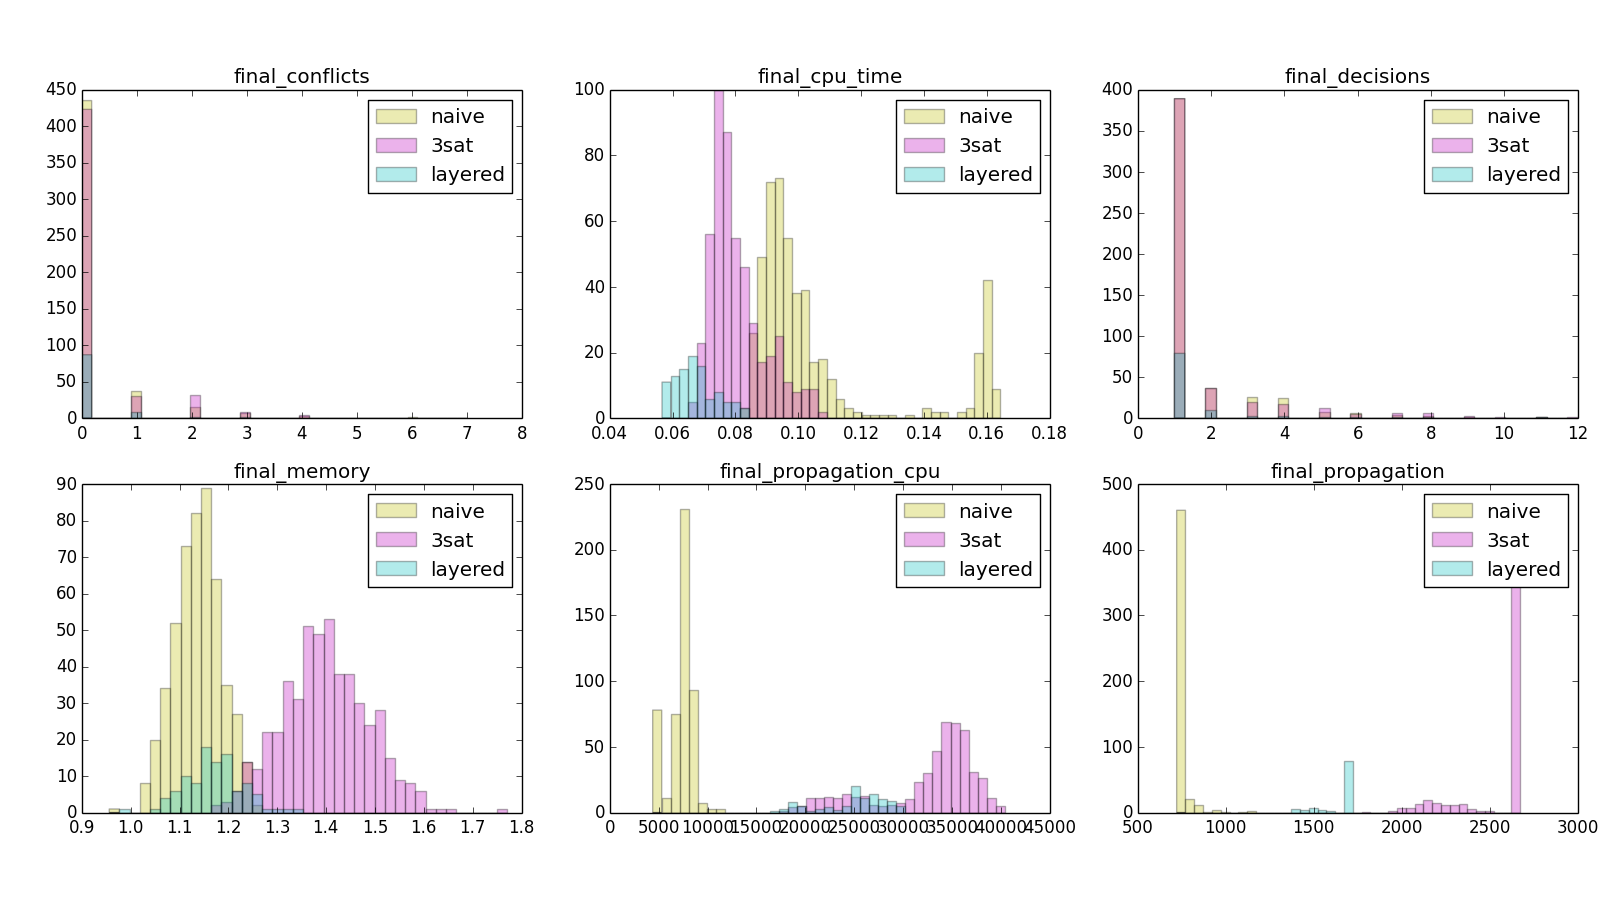 final_conflicts
450
400
350
300
250
200
150
100
50
0
0 1 2 3 4 5 6 7 8
naive
3sat
layered
final_cpu_time
100
80
60
40
20
0
0.04 0.06 0.08 0.10 0.12 0.14 0.16 0.18
naive
3sat
layered
final_decisions
400
350
300
250
200
150
100
50
0
0 2 4 6 8 10 12
naive
3sat
layered
final_memory
90
80
70
60
50
40
30
20
10
0
0.9 1.0 1.1 1.2 1.3 1.4 1.5 1.6 1.7 1.8
naive
3sat
layered
final_propagation_cpu
250
200
150
100
50
0
0 5000 10000 15000 20000 25000 30000 35000 40000 45000
naive
3sat
layered
final_propagation
500
400
300
200
100
0
500 1000 1500 2000 2500 3000
naive
3sat
layered